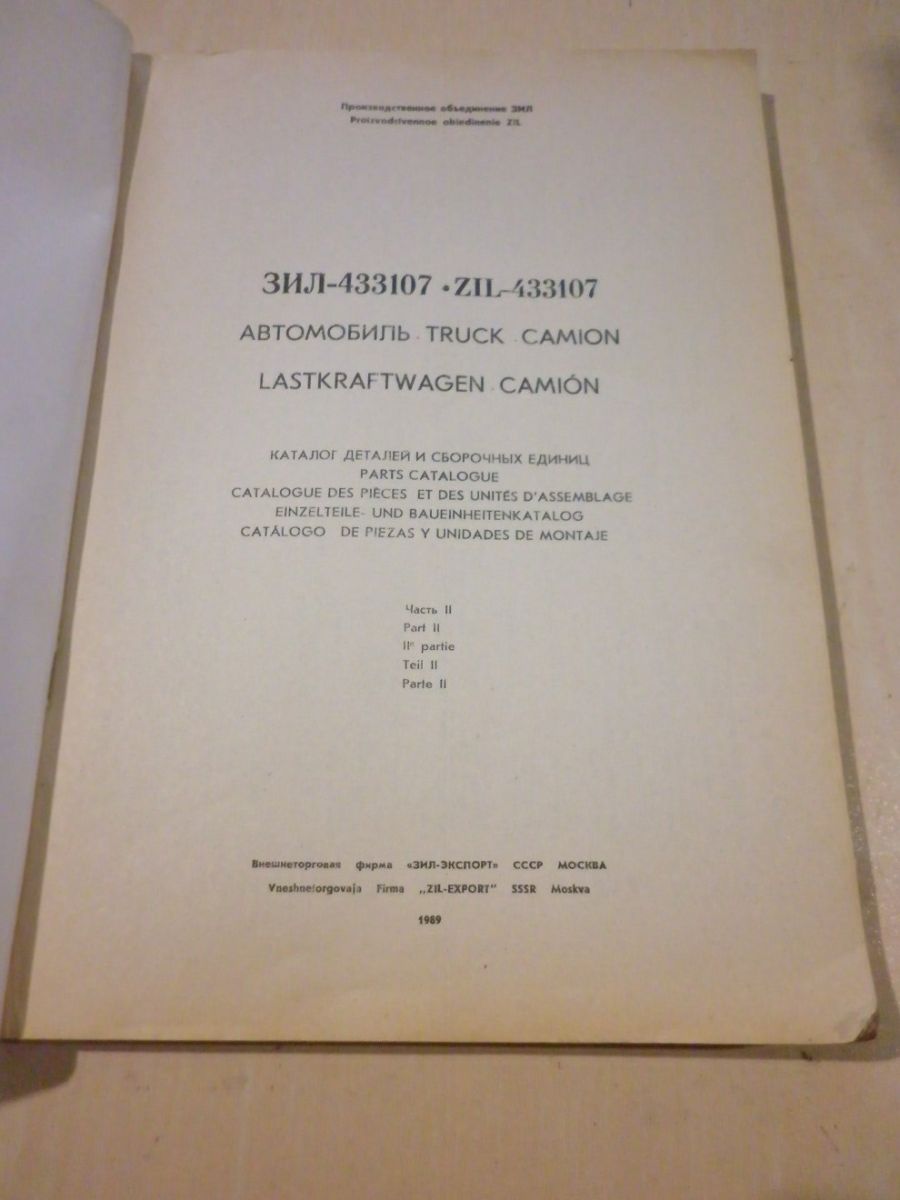 Производственное объединение ЗИЛ
Proizvodstvennoe obiedinenie ZIL
ЗИЛ-433107 • ZIL-433107
АВТОМОБИЛЬ · TRUCK · CAMION
LASTKRAFTWAGEN · CAMIÓN
КАТАЛОГ ДЕТАЛЕЙ И СБОРОЧНЫХ ЕДИНИЦ
PARTS CATALOGUE
CATALOGUE DES PIÈCES ET DES UNITÉS D'ASSEMBLAGE
EINZELTEILE- UND BAUEINHEITENKATALOG
CATÁLOGO DE PIEZAS Y UNIDADES DE MONTAJE
Часть II
Part II
II partie
Teil II
Parte II
Внешнеторговая фирма «ЗИЛ-ЭКСПОРТ» СССР МОСКВА
Vneshnetorgovaja Firma „ZIL-EXPORT" SSSR Moskva
1989